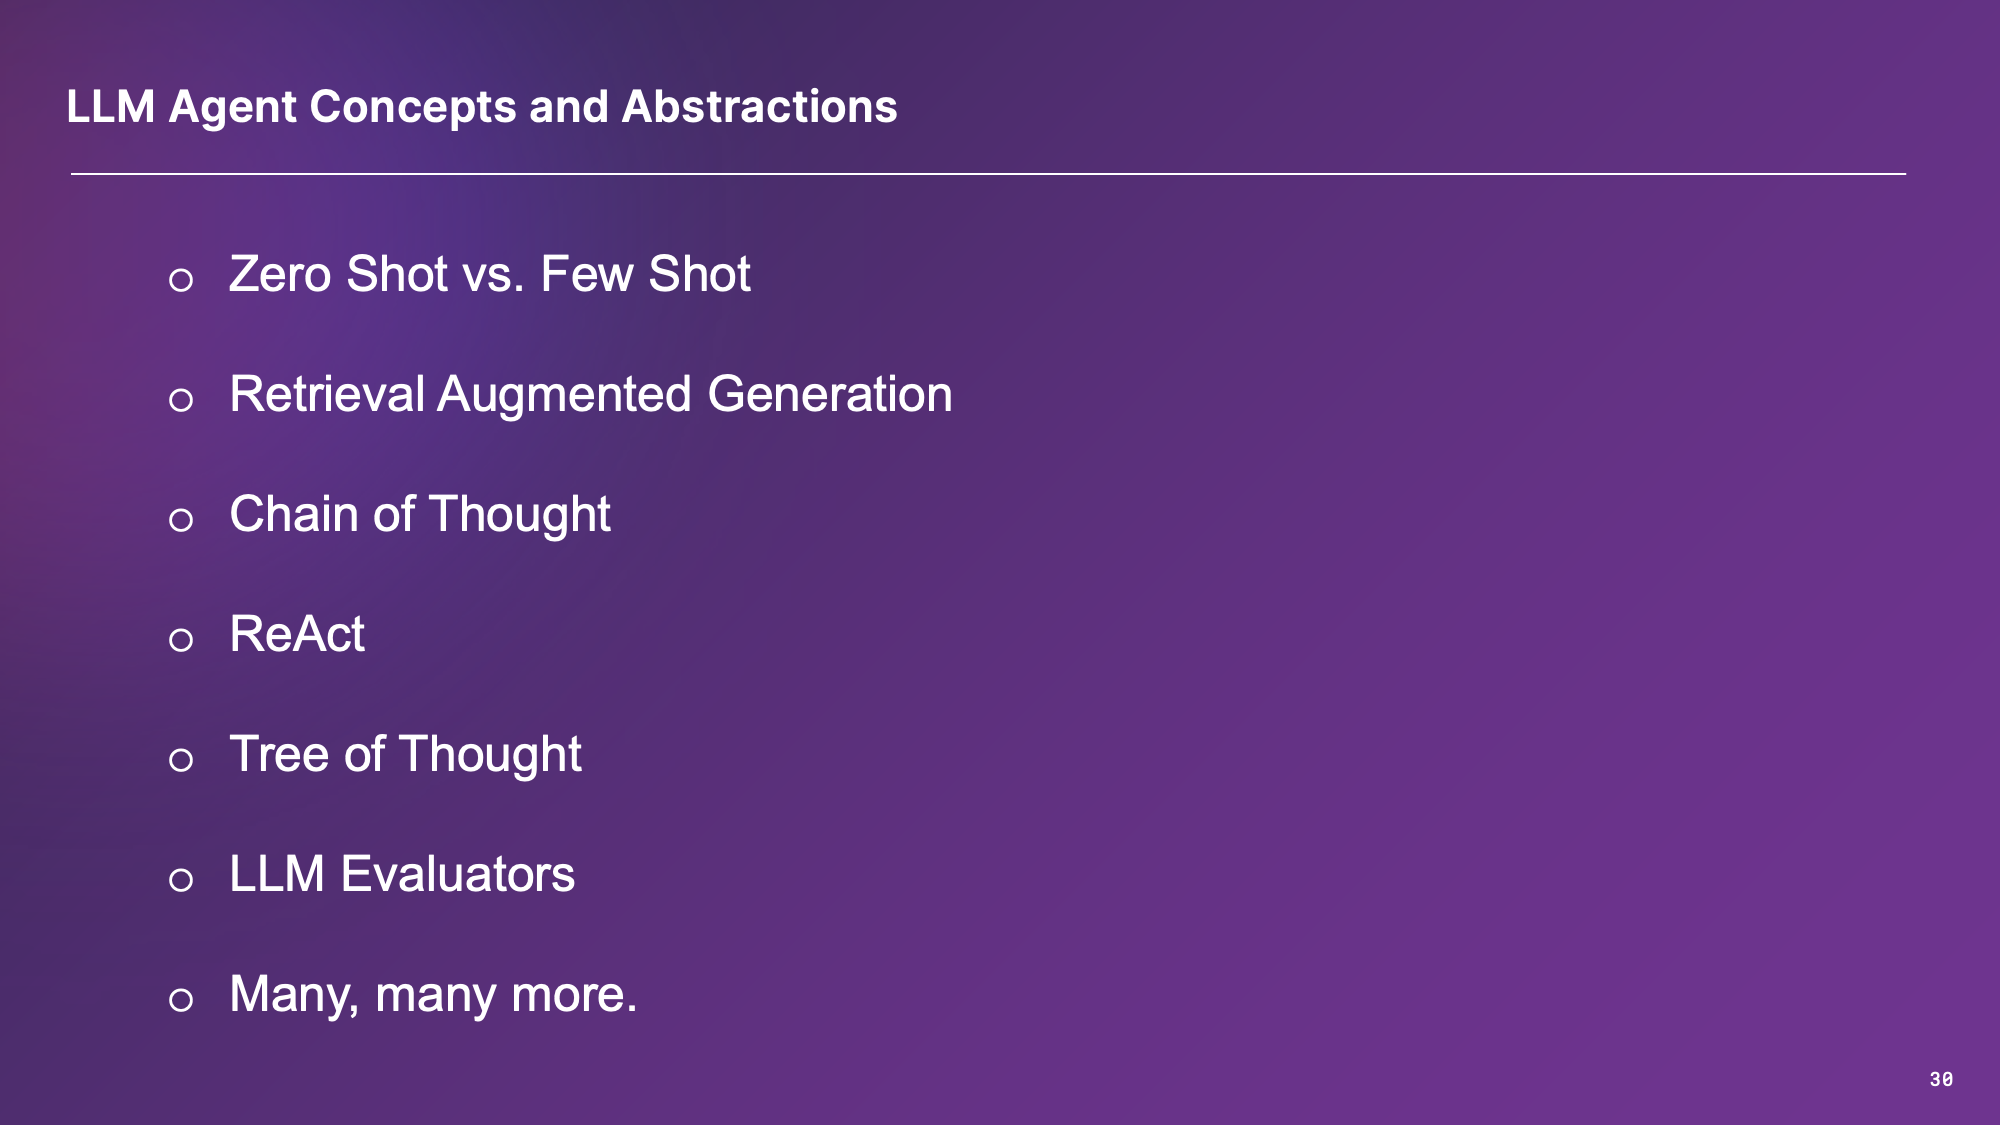 LLM Agent Concepts and Abstractions
Zero Shot vs. Few Shot
Retrieval Augmented Generation
Chain of Thought
ReAct
Tree of Thought
LLM Evaluators
Many, many more.
30